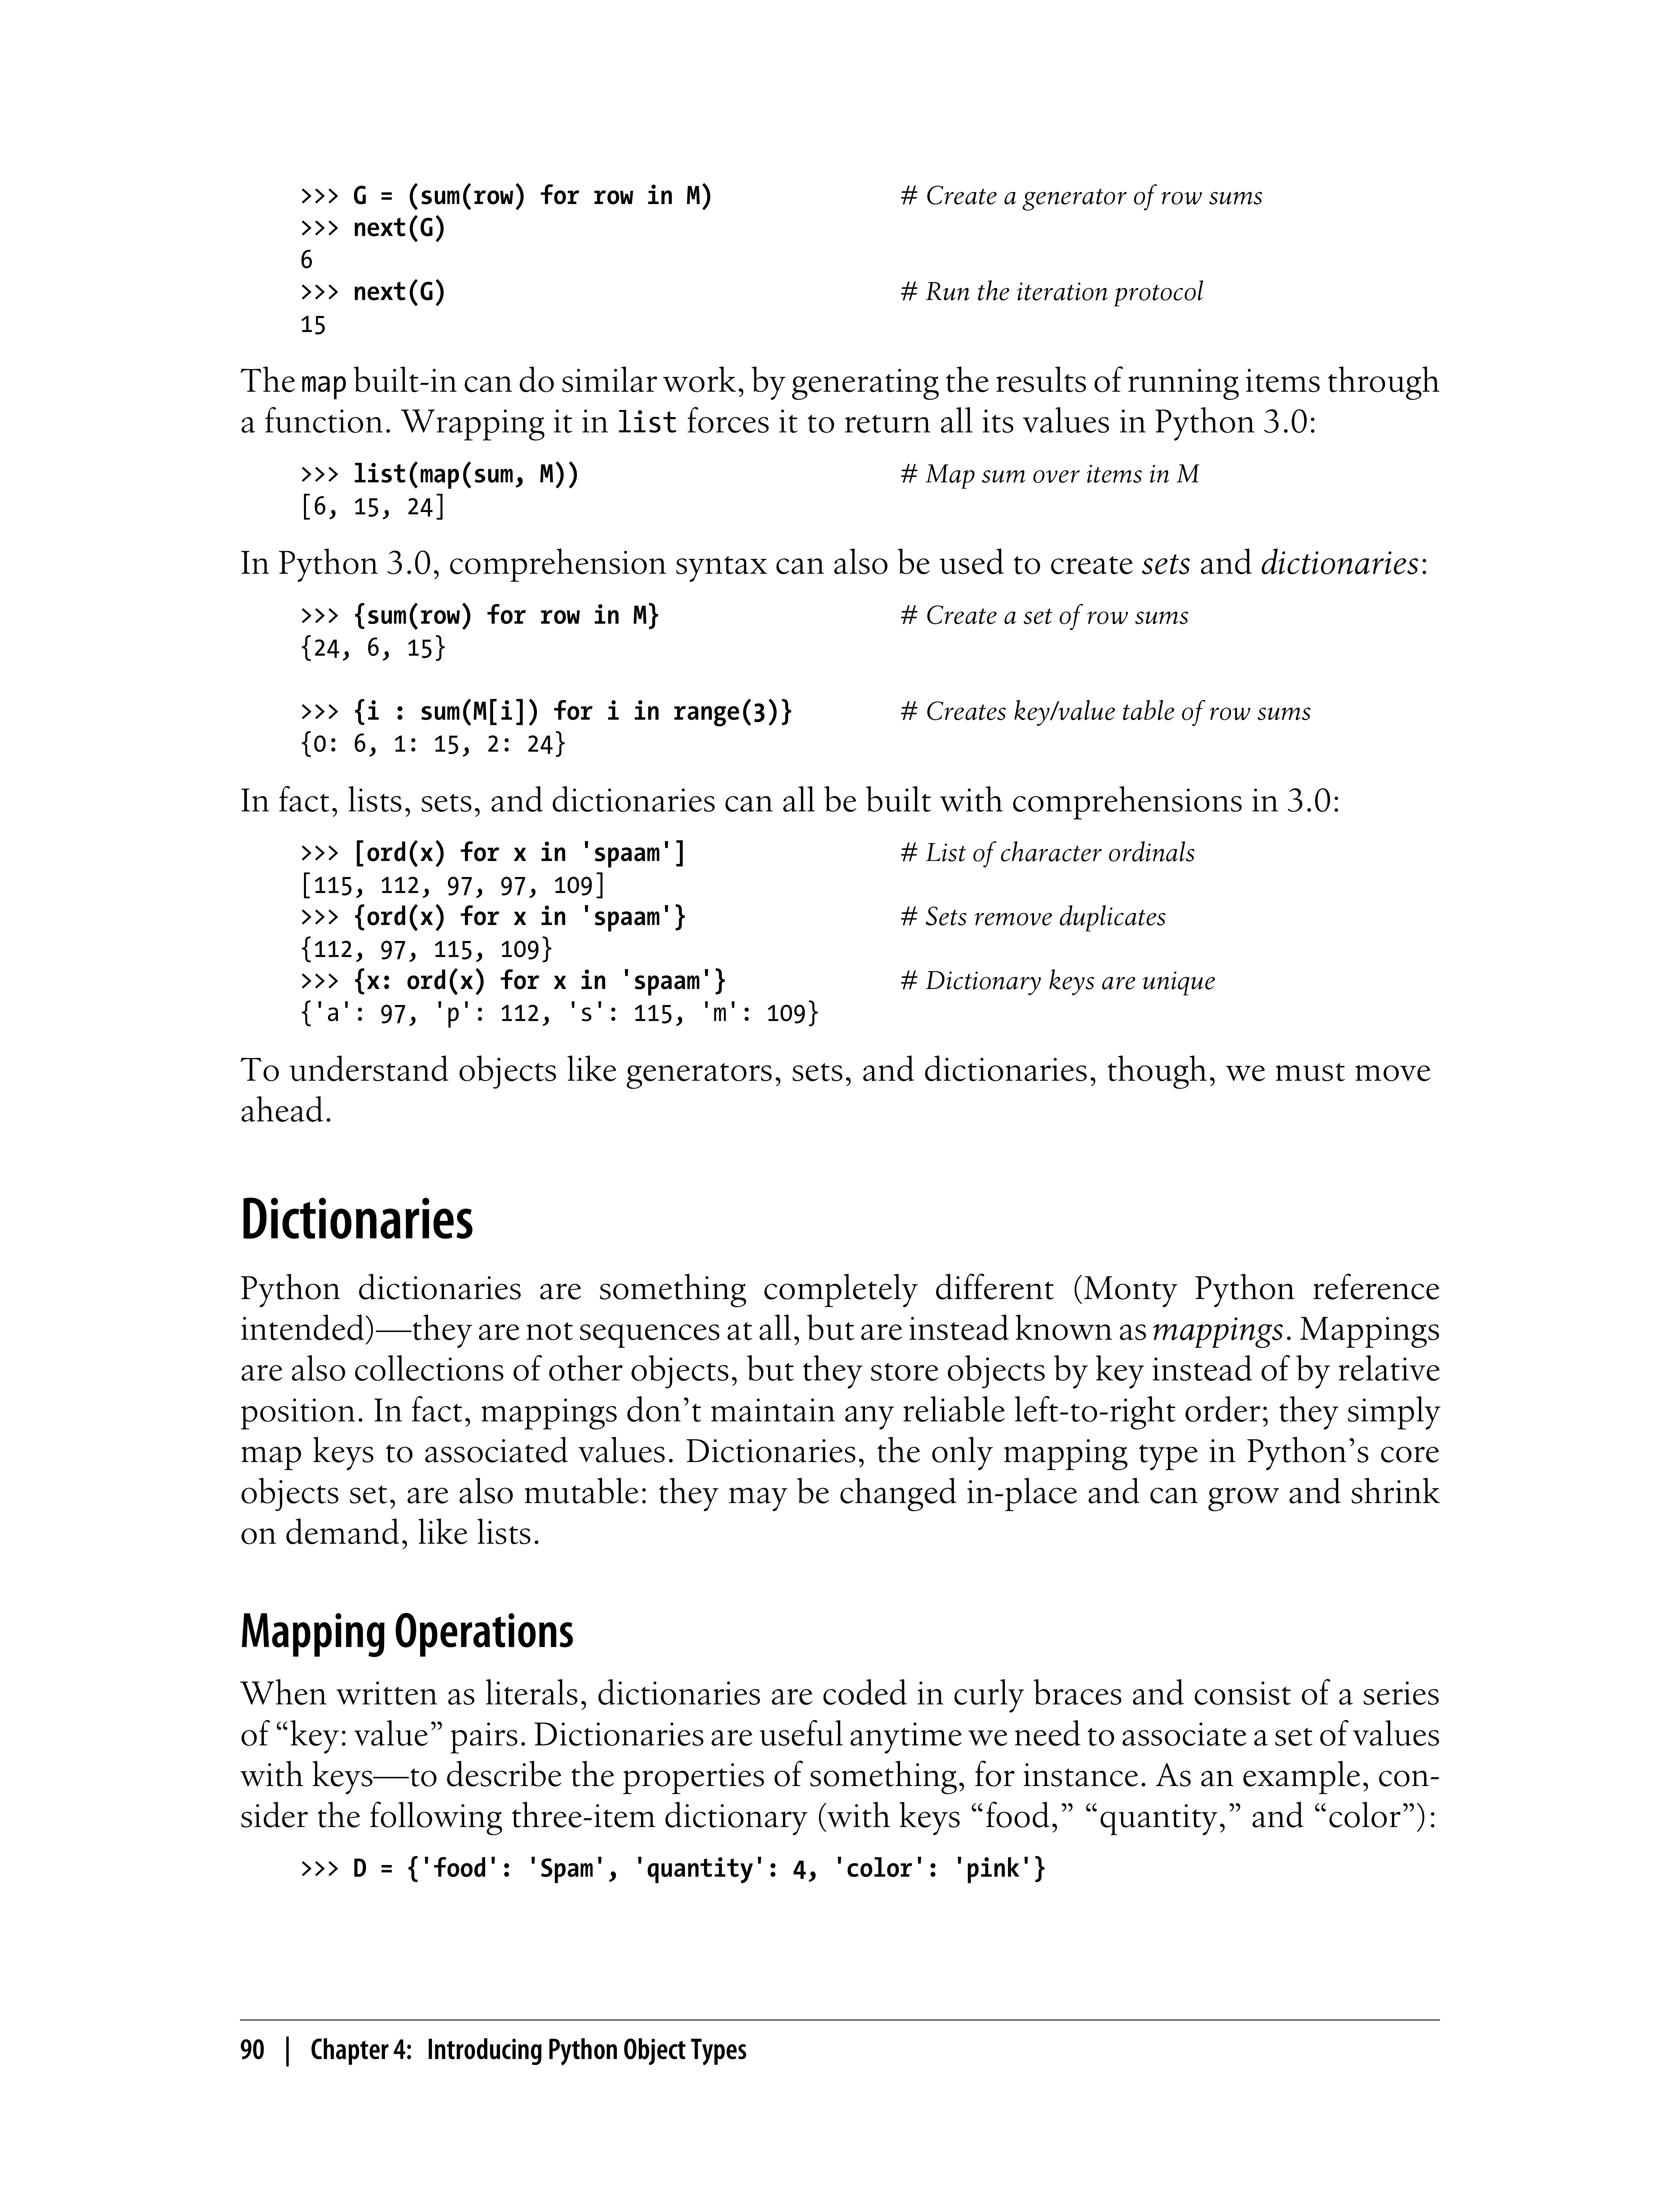 >>> G = (sum(row) for row in M) # Create a generator of row sums
>>> next(G)
6
>>> next(G) # Run the iteration protocol
15
The map built-in can do similar work, by generating the results of running items through
a function. Wrapping it in list forces it to return all its values in Python 3.0:
>>> list(map(sum, M)) # Map sum over items in M
[6, 15, 24]
In Python 3.0, comprehension syntax can also be used to create sets and dictionaries:
>>> {sum(row) for row in M} # Create a set of row sums
{24, 6, 15}
>>> {i : sum(M[i]) for i in range(3)} # Creates key/value table of row sums
{0: 6, 1: 15, 2: 24}
In fact, lists, sets, and dictionaries can all be built with comprehensions in 3.0:
>>> [ord(x) for x in 'spaam'] # List of character ordinals
[115, 112, 97, 97, 109]
>>> {ord(x) for x in 'spaam'} # Sets remove duplicates
{112, 97, 115, 109}
>>> {x: ord(x) for x in 'spaam'} # Dictionary keys are unique
{'a': 97, 'p': 112, 's': 115, 'm': 109}
To understand objects like generators, sets, and dictionaries, though, we must move
ahead.
Dictionaries
Python dictionaries are something completely different (Monty Python reference
intended)—they are not sequences at all, but are instead known as mappings. Mappings
are also collections of other objects, but they store objects by key instead of by relative
position. In fact, mappings don’t maintain any reliable left-to-right order; they simply
map keys to associated values. Dictionaries, the only mapping type in Python’s core
objects set, are also mutable: they may be changed in-place and can grow and shrink
on demand, like lists.
Mapping Operations
When written as literals, dictionaries are coded in curly braces and consist of a series
of “key: value” pairs. Dictionaries are useful anytime we need to associate a set of values
with keys—to describe the properties of something, for instance. As an example, con-
sider the following three-item dictionary (with keys “food,” “quantity,” and “color”):
>>> D = {'food': 'Spam', 'quantity': 4, 'color': 'pink'}
90 | Chapter 4: Introducing Python Object Types